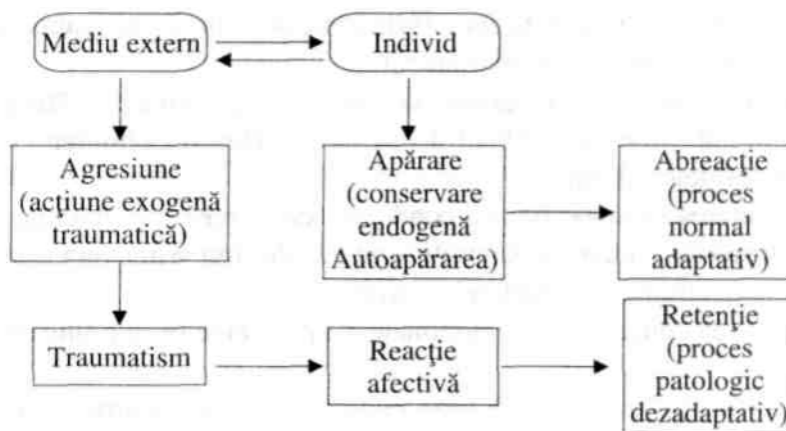 Mediu extern
Individ
Agresiune
(acţiune exogenă
traumatică)
Apărare
(conservare
endogenă
Autoapărarea)
Abreacţie
(proces
normal
adaptativ)
Traumatism
Reacţie
afectivă
Retenţie
(proces
patologic
dezadaptativ)